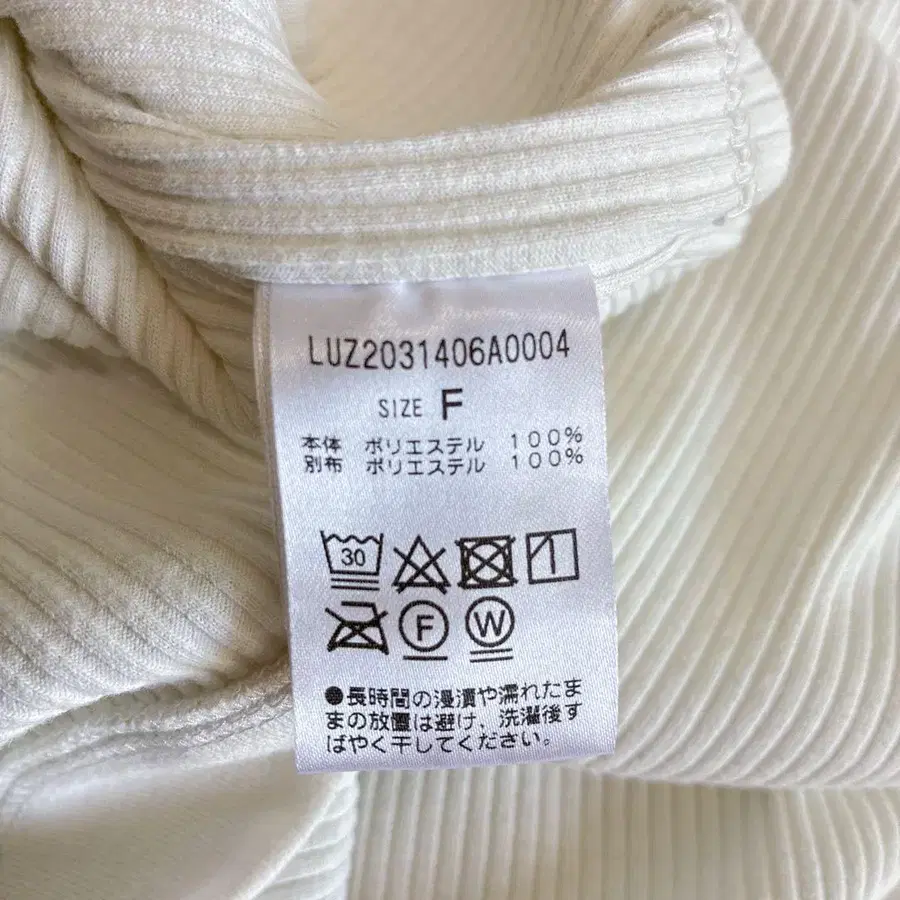 LUZ2031406A0004
SIZE F
本体 ポリエステル 100%
別布 ポリエステル 100%
30
F W
●長時間の浸漬や濡れたま
まの放置は避け、洗濯後す
ばやく干してください。